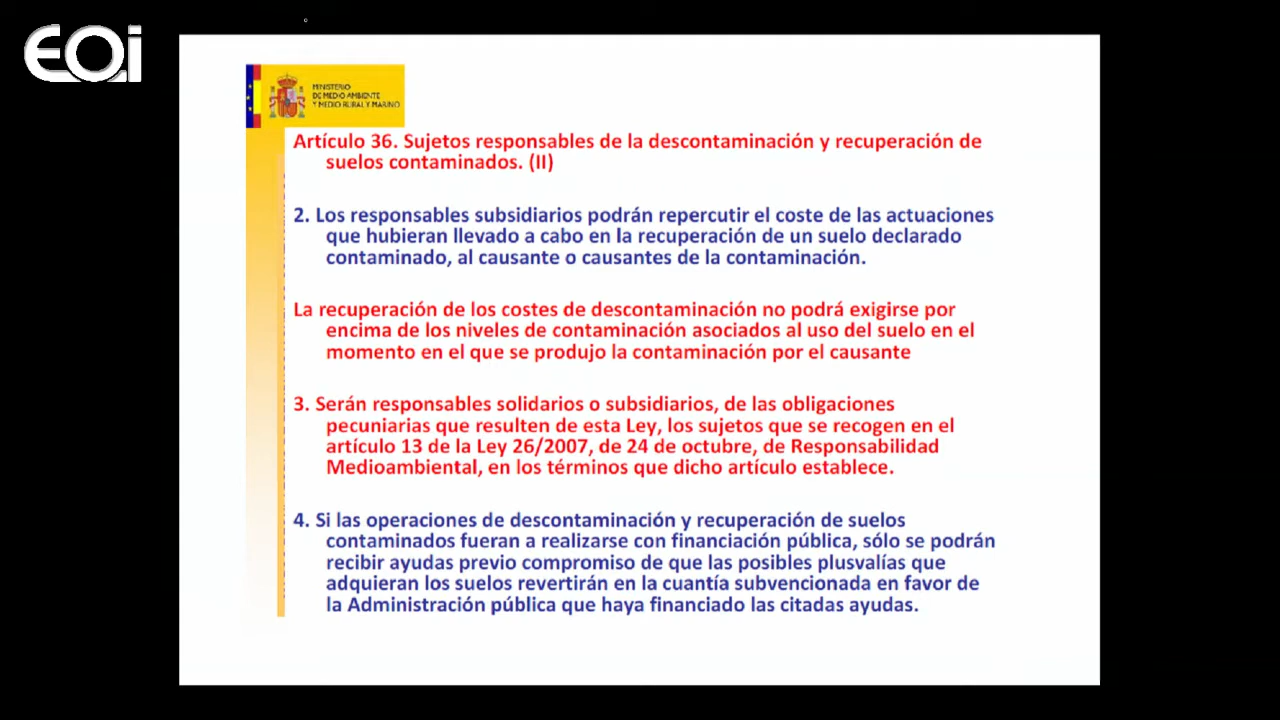 EOi
MINISTERIO
DE MEDIO AMBIENTE
Y MEDIO RURAL Y MARINO
Artículo 36. Sujetos responsables de la descontaminación y recuperación de
suelos contaminados. (II)
2. Los responsables subsidiarios podrán repercutir el coste de las actuaciones
que hubieran llevado a cabo en la recuperación de un suelo declarado
contaminado, al causante o causantes de la contaminación.
La recuperación de los costes de descontaminación no podrá exigirse por
encima de los niveles de contaminación asociados al uso del suelo en el
momento en el que se produjo la contaminación por el causante
3. Serán responsables solidarios o subsidiarios, de las obligaciones
pecuniarias que resulten de esta Ley, los sujetos que se recogen en el
artículo 13 de la Ley 26/2007, de 24 de octubre, de Responsabilidad
Medioambiental, en los términos que dicho artículo establece.
4. Si las operaciones de descontaminación y recuperación de suelos
contaminados fueran a realizarse con financiación pública, sólo se podrán
recibir ayudas previo compromiso de que las posibles plusvalías que
adquieran los suelos revertirán en la cuantía subvencionada en favor de
la Administración pública que haya financiado las citadas ayudas.